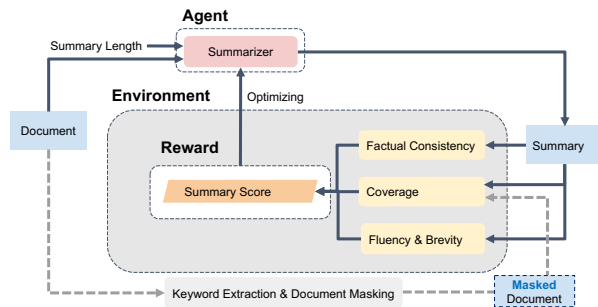 Agent
Summary Length
Summarizer
Environment
Optimizing
Document
Reward
Factual Consistency
Summary
Summary Score
Coverage
Fluency & Brevity
Keyword Extraction & Document Masking
Masked
Document